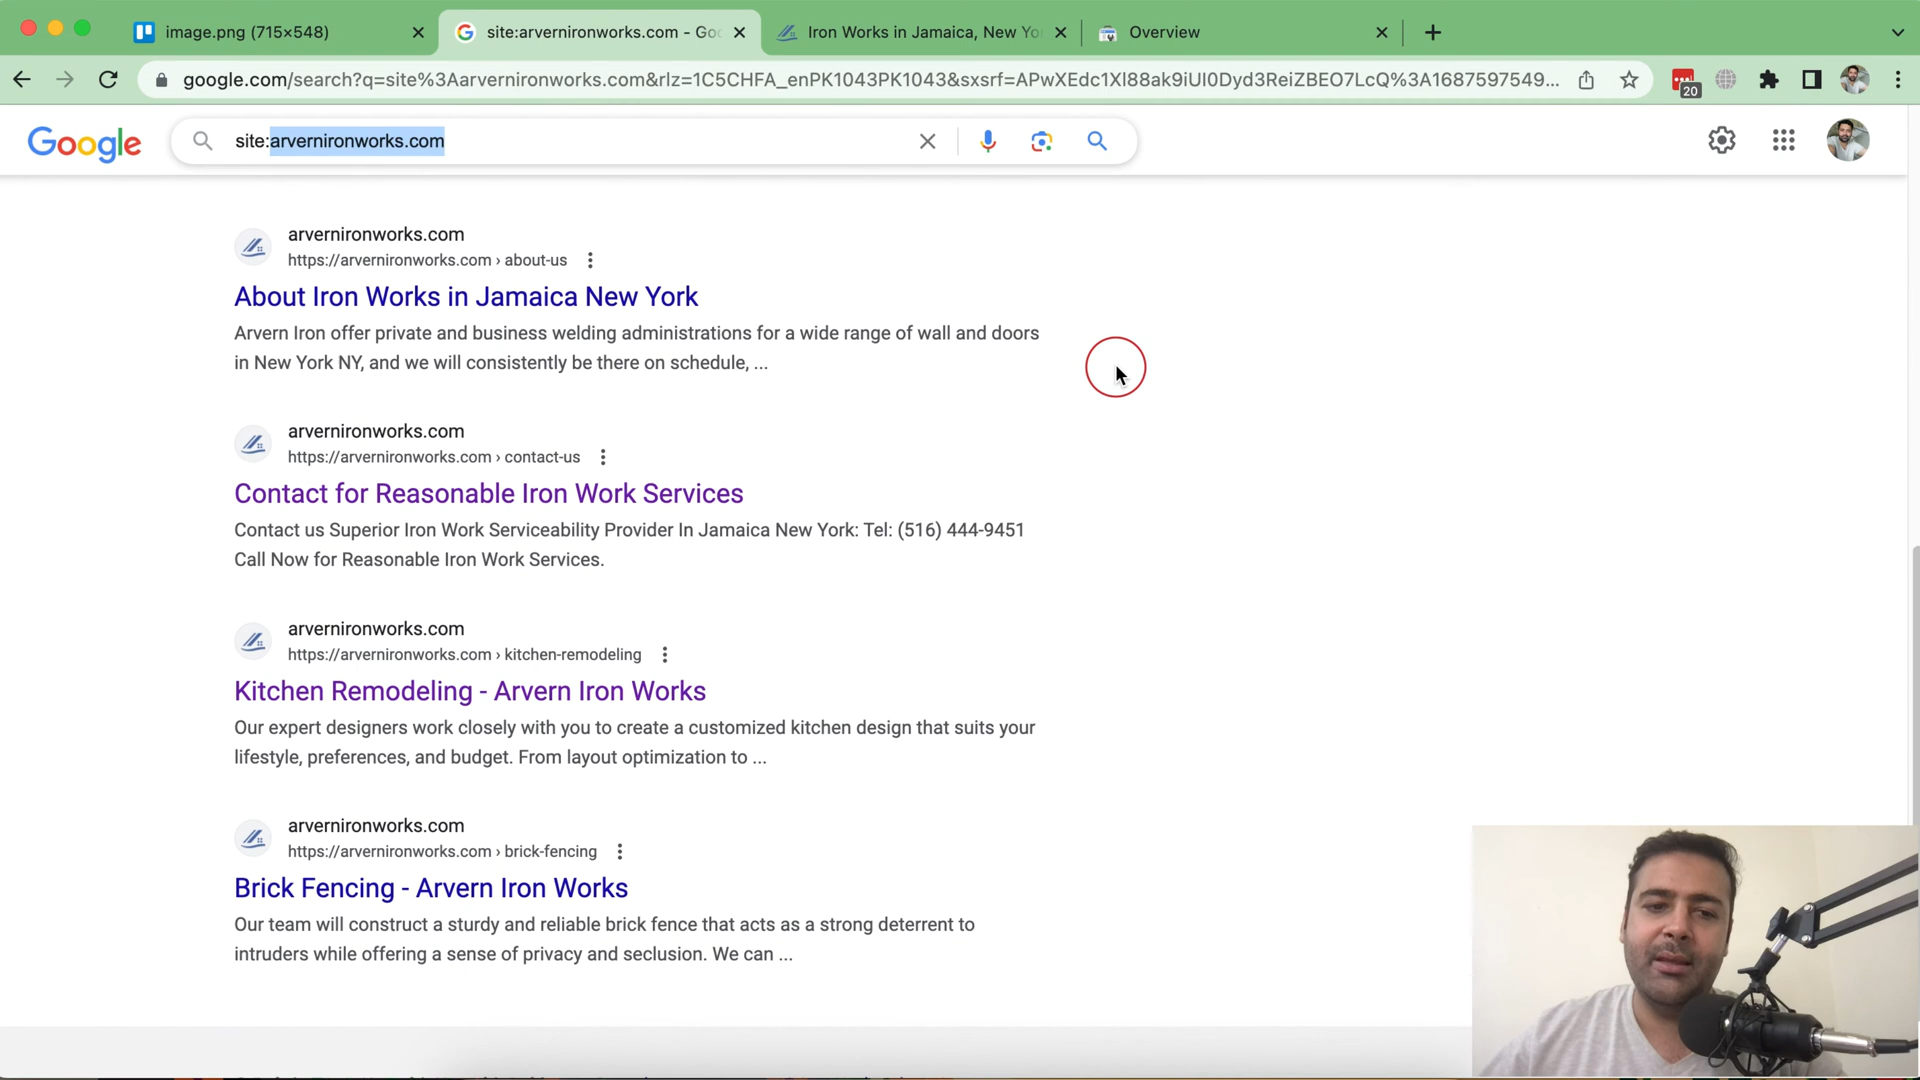 image.png (715×548)
site:arvernironworks.com - Goo
Iron Works in Jamaica, New Yo
Overview
google.com/search?q=site%3Aarvernironworks.com&rlz=1C5CHFA_enPK1043PK1043&sxsrf=APwXEdc1Xl88ak9iUl0Dyd3ReiZBEO7LcQ%3A1687597549...
20
Google
site:arvernironworks.com
arvernironworks.com
https://arvernironworks.com › about-us
About Iron Works in Jamaica New York
Arvern Iron offer private and business welding administrations for a wide range of wall and doors
in New York NY, and we will consistently be there on schedule, ...
arvernironworks.com
https://arvernironworks.com › contact-us
Contact for Reasonable Iron Work Services
Contact us Superior Iron Work Serviceability Provider In Jamaica New York: Tel: (516) 444-9451
Call Now for Reasonable Iron Work Services.
arvernironworks.com
https://arvernironworks.com › kitchen-remodeling
Kitchen Remodeling - Arvern Iron Works
Our expert designers work closely with you to create a customized kitchen design that suits your
lifestyle, preferences, and budget. From layout optimization to ...
arvernironworks.com
https://arvernironworks.com › brick-fencing
Brick Fencing - Arvern Iron Works
Our team will construct a sturdy and reliable brick fence that acts as a strong deterrent to
intruders while offering a sense of privacy and seclusion. We can ...